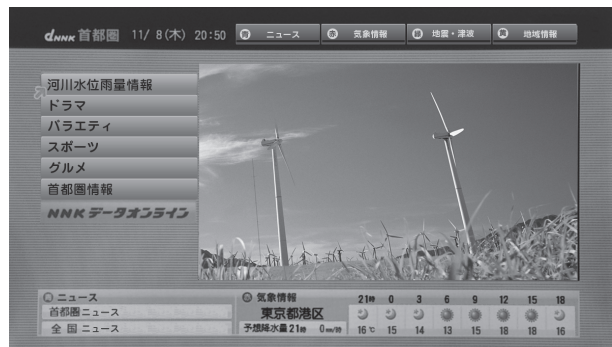 dNNK 首都圏 11/ 8(木) 20:50 青 ニュース 赤 気象情報 緑 地震・津波 黄 地域情報
河川水位雨量情報
ドラマ
バラエティ
スポーツ
グルメ
首都圏情報
NNKデータオンライン
ニュース
首都圏ニュース
全 国 ニュース
気象情報
東京都港区
予想降水量21時 0mm/時
21時 0 3 6 9 12 15 18
16℃ 15 14 13 15 18 18 16